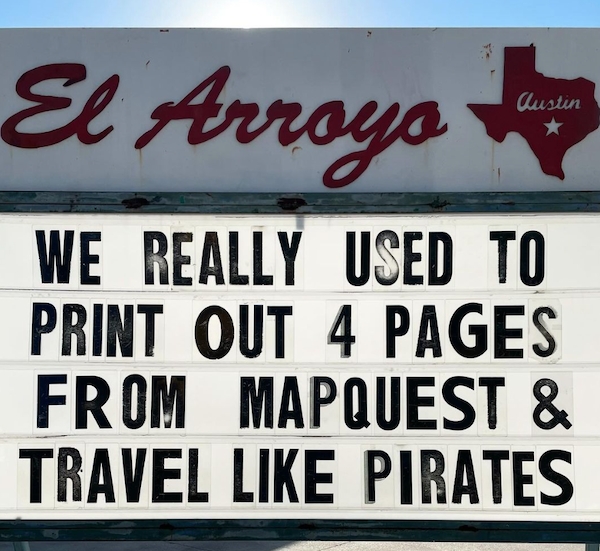 El Arroyo
Austin
WE REALLY USED TO
PRINT OUT 4 PAGES
FROM MAPQUEST &
TRAVEL LIKE PIRATES